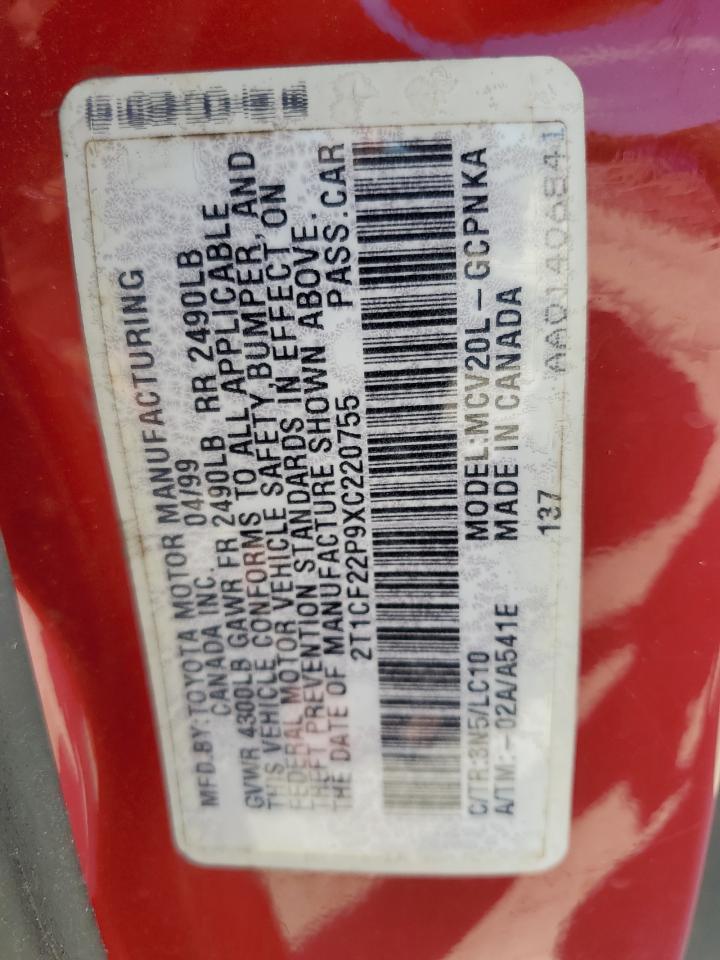 MFD.BY:TOYOTA MOTOR MANUFACTURING
CANADA INC. 04/99
GVWR 4300LB GAWR FR 2490LB RR 2490LB
THIS VEHICLE CONFORMS TO ALL APPLICABLE
FEDERAL MOTOR VEHICLE SAFETY,BUMPER, AND
THEFT PREVENTION STANDARDS IN EFFECT ON
THE DATE OF MANUFACTURE SHOWN ABOVE.
2T1CF22P9XC220755 PASS.CAR
C/TR:3N5/LC10 MODEL:MCV20L-GCPNKA
A/TM:-02A/A541E MADE IN CANADA
137 AA01406841